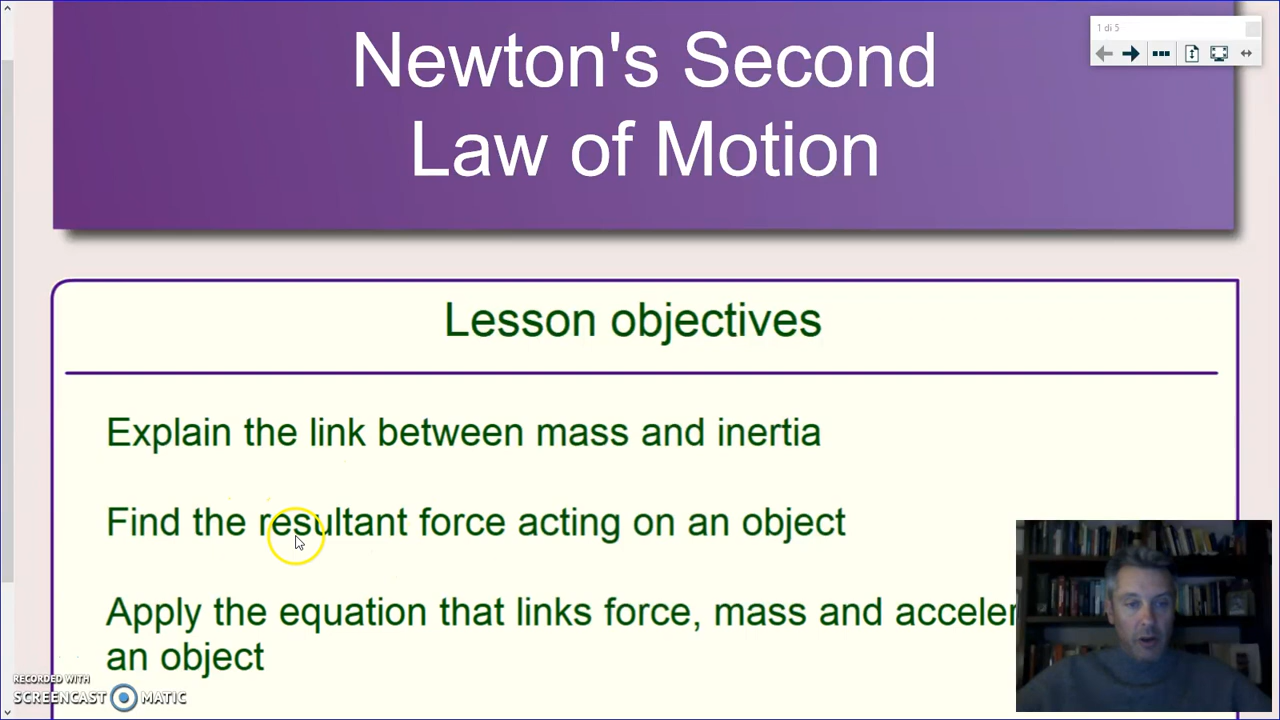 Newton's Second
Law of Motion
1 di 5
Lesson objectives
Explain the link between mass and inertia
Find the resultant force acting on an object
Apply the equation that links force, mass and acceler
an object
RECORDED WITH
SCREENCAST MATIC